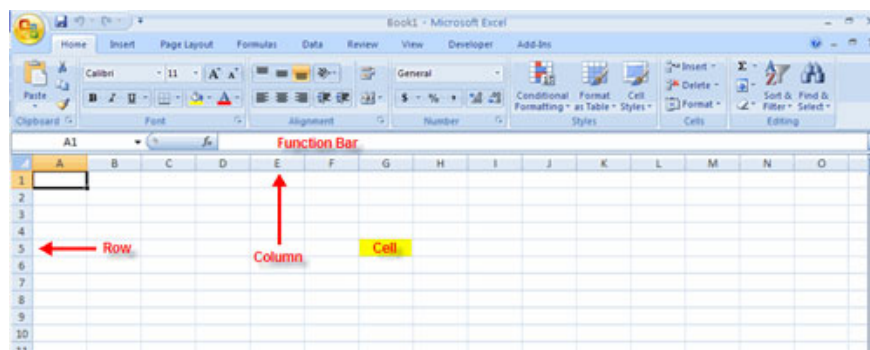 Book1 - Microsoft Excel
Home Insert Page Layout Formulas Data Review View Developer Add-Ins
Calibri 11 A A General Insert Σ
Paste Delete
B I U A $ % , Conditional Formatting as Table Cell Styles Format Sort & Filter Find & Select
Clipboard Font Alignment Number Styles Cells Editing
A1 fx Function Bar
A B C D E F G H I J K L M N O
1
2
3
4
5 Row Column Cell
6
7
8
9
10
11